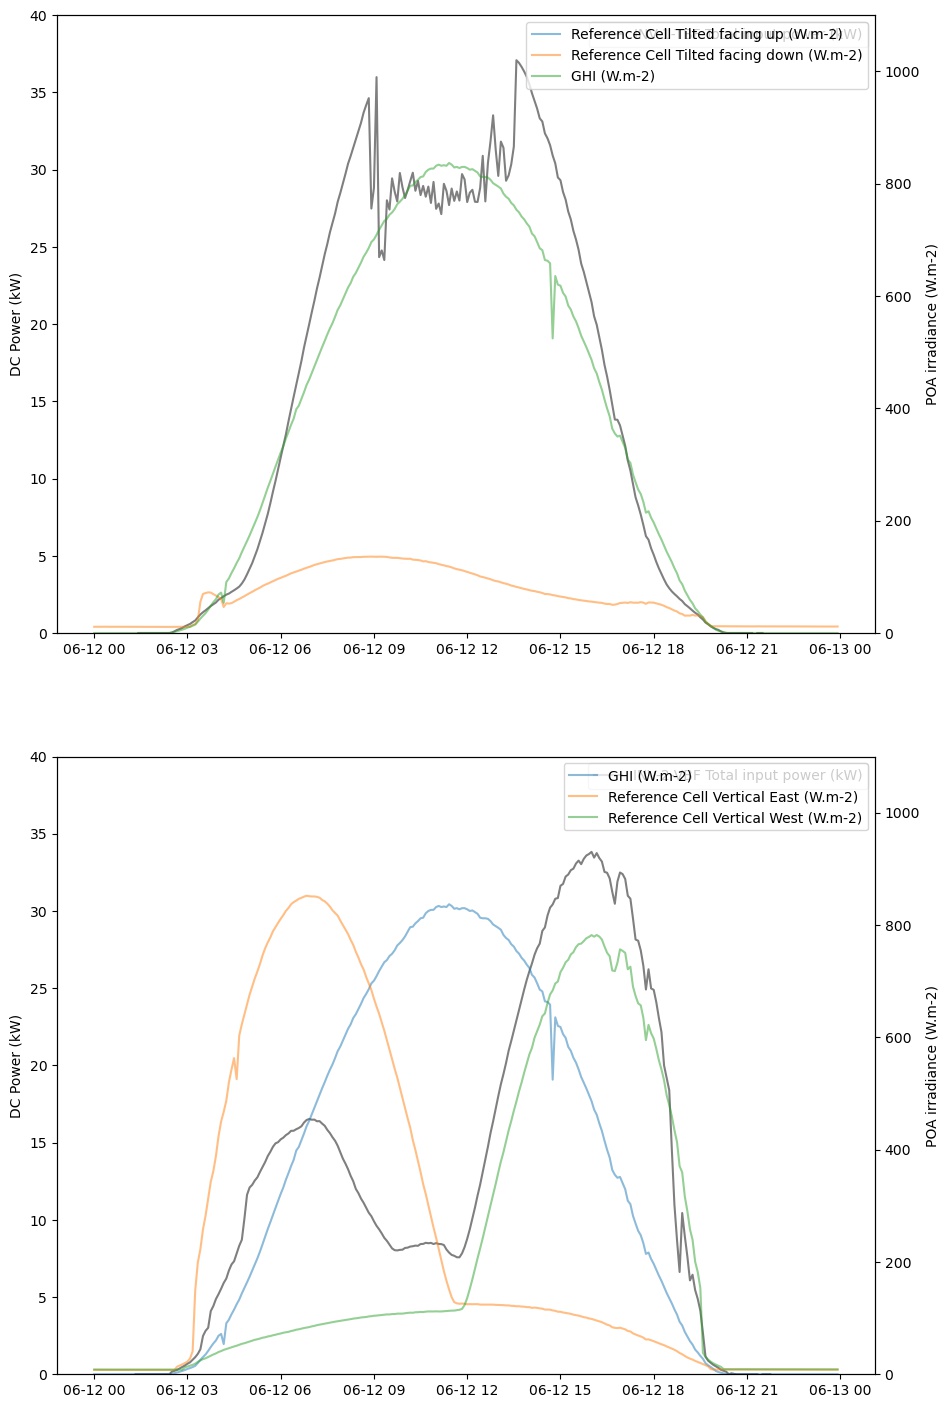 40
35
30
25
20
15
10
5
0
DC Power (kW)
Reference Cell Tilted facing up (W.m-2)
Reference Cell Tilted facing down (W.m-2)
GHI (W.m-2)
1000
800
600
400
200
0
POA irradiance (W.m-2)
06-12 00 06-12 03 06-12 06 06-12 09 06-12 12 06-12 15 06-12 18 06-12 21 06-13 00
40
35
30
25
20
15
10
5
0
DC Power (kW)
GHI (W.m-2)
Total input power (kW)
Reference Cell Vertical East (W.m-2)
Reference Cell Vertical West (W.m-2)
1000
800
600
400
200
0
POA irradiance (W.m-2)
06-12 00 06-12 03 06-12 06 06-12 09 06-12 12 06-12 15 06-12 18 06-12 21 06-13 00